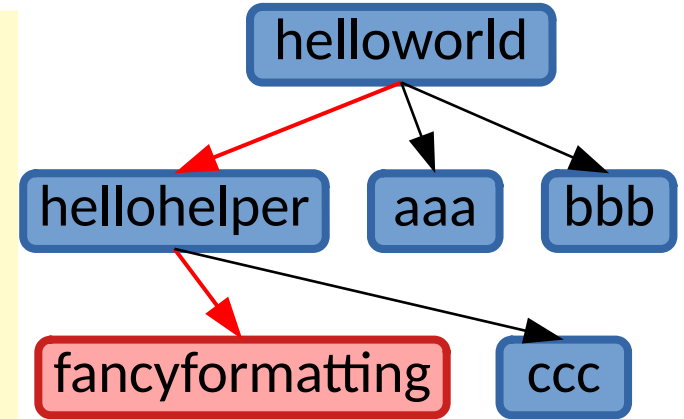 helloworld
hellohelper
aaa
bbb
fancyformatting
ccc